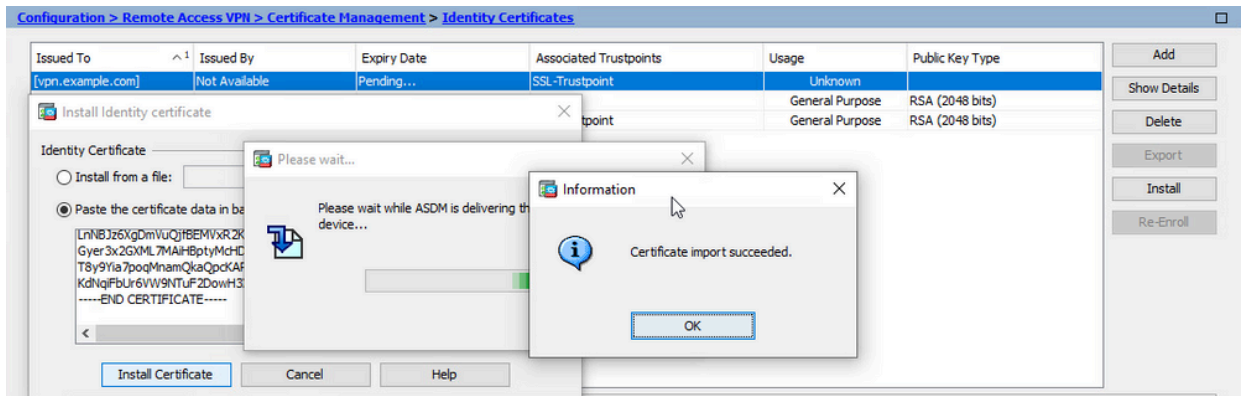 Configuration > Remote Access VPN > Certificate Management > Identity Certificates
Issued To ^1 Issued By Expiry Date Associated Trustpoints Usage Public Key Type
[vpn.example.com] Not Available Pending... SSL-Trustpoint Unknown
General Purpose RSA (2048 bits)
tpoint General Purpose RSA (2048 bits)
Add
Show Details
Delete
Export
Install
Re-Enroll
Install Identity certificate
Identity Certificate
Install from a file:
Paste the certificate data in ba
LnNBJz6XgDmVuQjfBEMVxR2K
Gyer3x2GXML7MAiHBptyMcHD
T8y9Yia7poqMnamQkaQpcKAF
KdNqiFbUr6VW9NTuF2DowH3
-----END CERTIFICATE-----
Install Certificate Cancel Help
Please wait...
Please wait while ASDM is delivering th
device...
Information
Certificate import succeeded.
OK